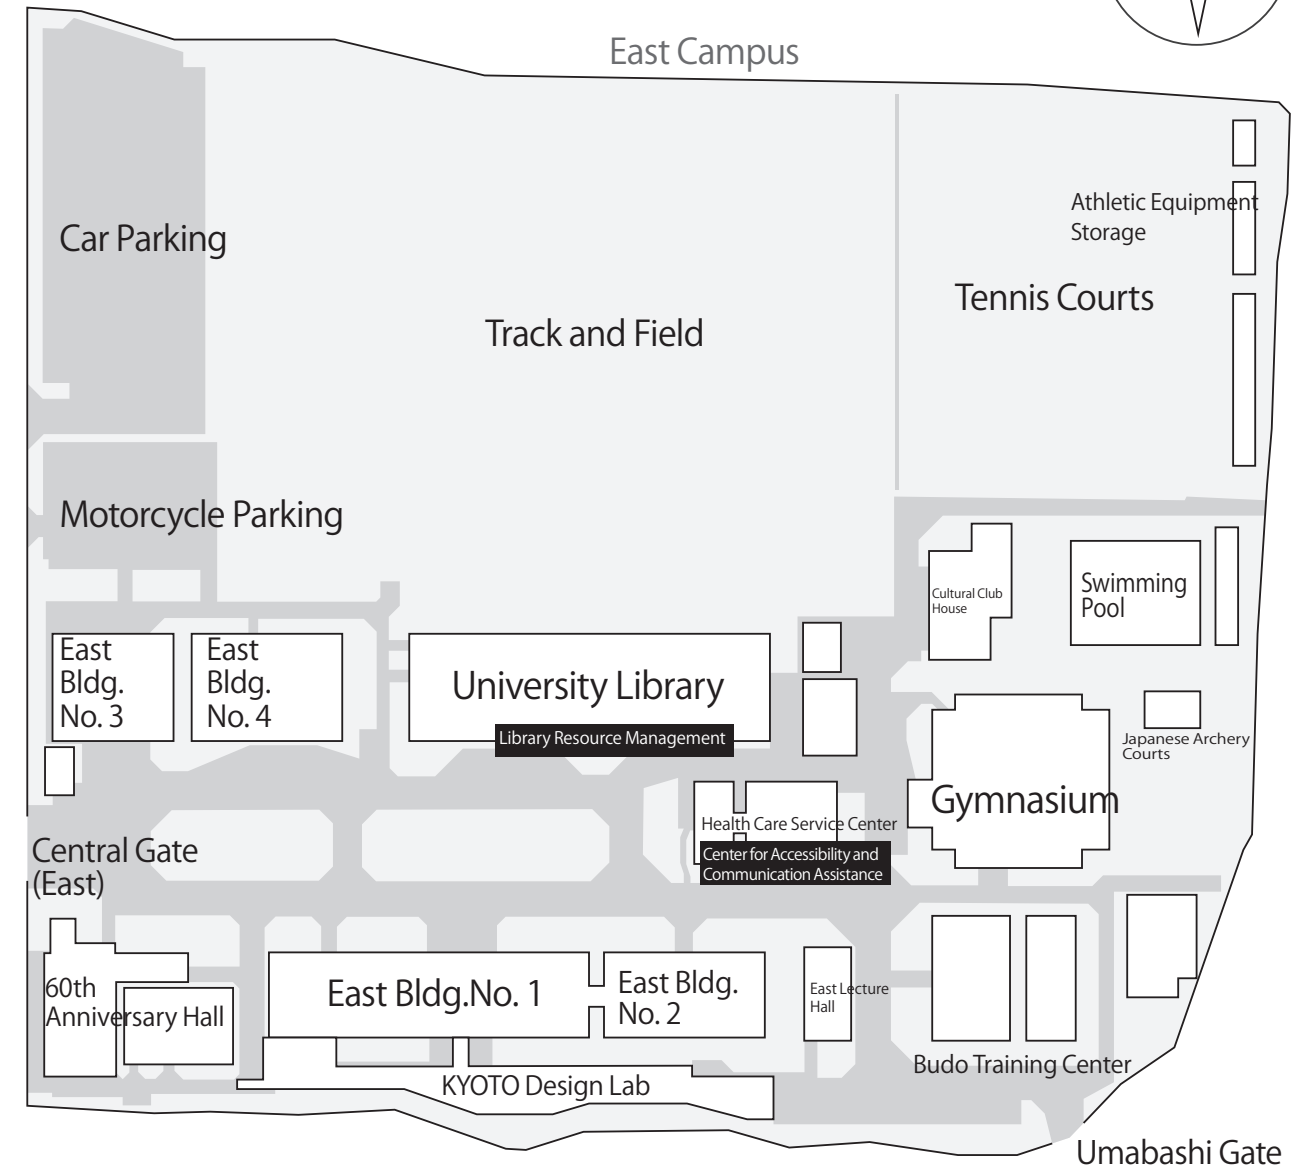 East Campus
Car Parking
Athletic Equipment
Storage
Tennis Courts
Track and Field
Motorcycle Parking
Cultural Club
House
Swimming
Pool
East
Bldg.
No. 3
East
Bldg.
No. 4
University Library
Library Resource Management
Japanese Archery
Courts
Gymnasium
Health Care Service Center
Center for Accessibility and
Communication Assistance
Central Gate
(East)
60th
Anniversary Hall
East Bldg.No. 1
East Bldg.
No. 2
East Lecture
Hall
Budo Training Center
KYOTO Design Lab
Umabashi Gate